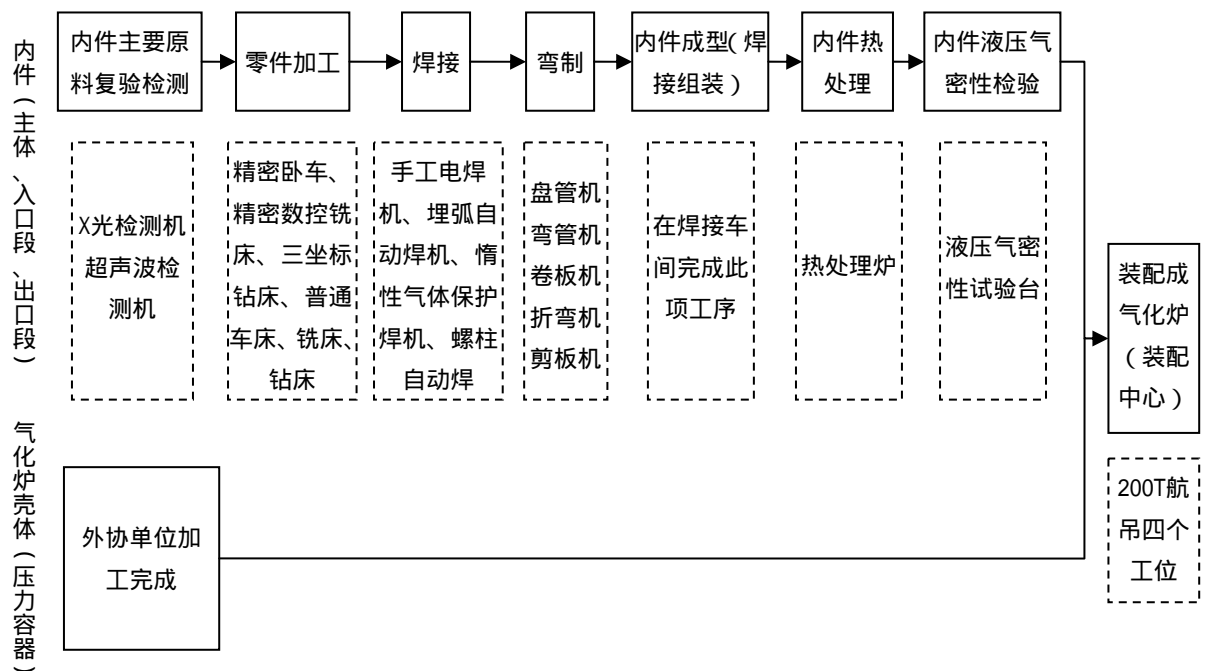 内件（主体、入口段、出口段）
内件主要原
料复验检测
零件加工
焊接
弯制
内件成型（焊
接组装）
内件热
处理
内件液压气
密性检验
X光检测机
超声波检
测机
精密卧车、
精密数控铣
床、三坐标
钻床、普通
车床、铣床、
钻床
手工电焊
机、埋弧自
动焊机、惰
性气体保护
焊机、螺柱
自动焊
盘管机
弯管机
卷板机
折弯机
剪板机
在焊接车
间完成此
项工序
热处理炉
液压气密
性试验台
装配成
气化炉
（装配
中心）
200T航
吊四个
工位
气化炉壳体（压力容器）
外协单位加
工完成